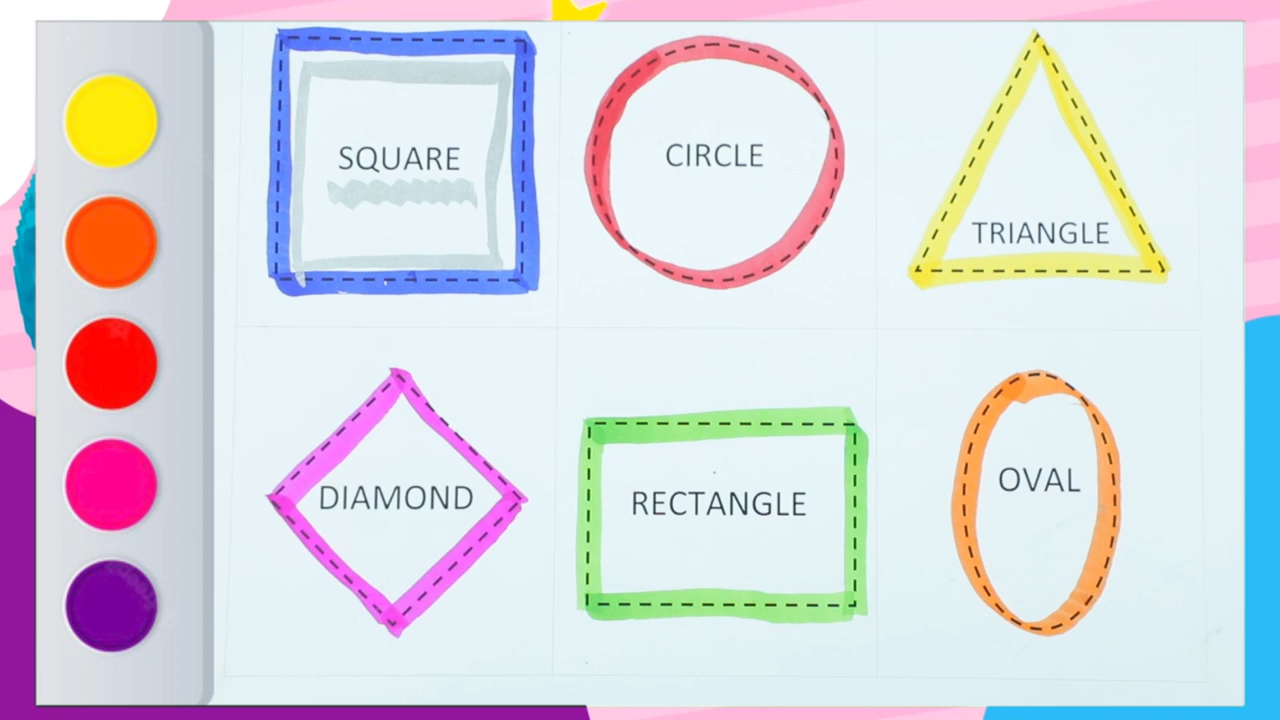 SQUARE
CIRCLE
TRIANGLE
DIAMOND
RECTANGLE
OVAL